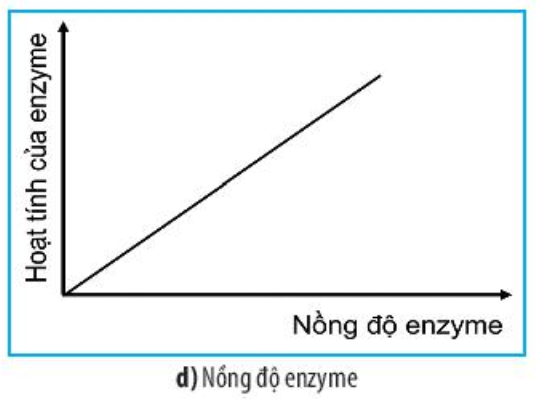 Hoạt tính của enzyme
Nồng độ enzyme
d) Nồng độ enzyme